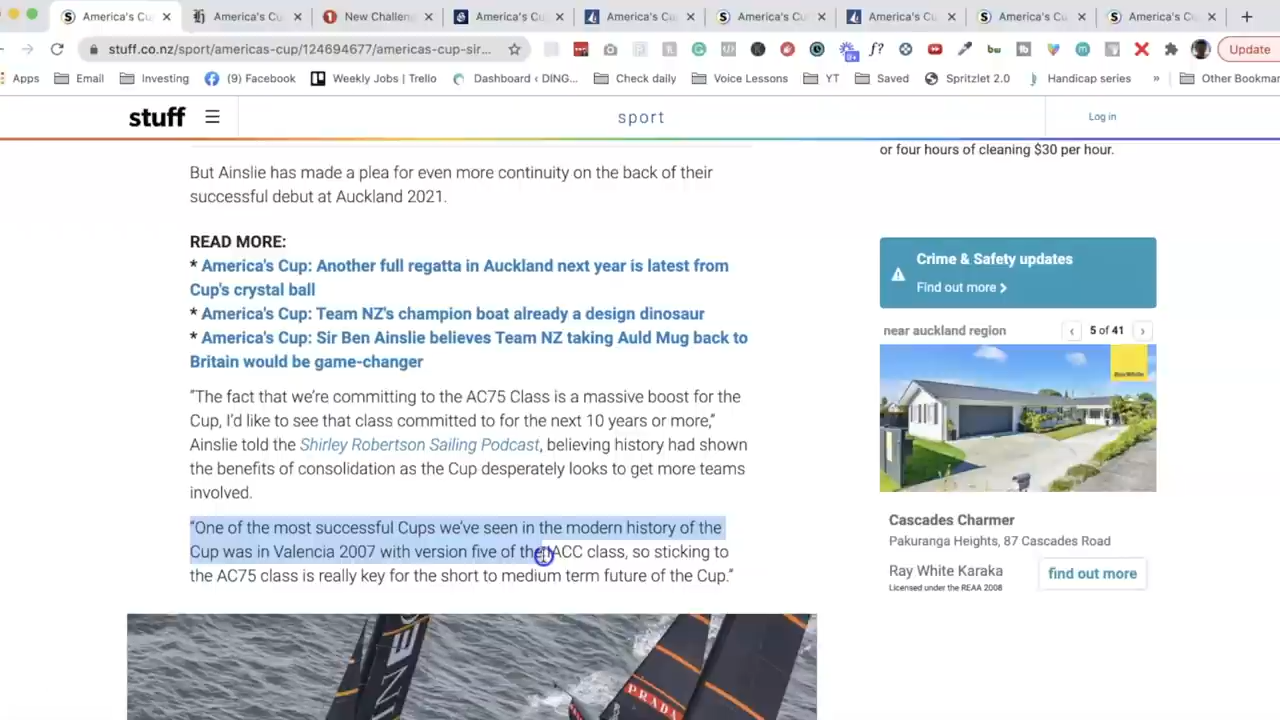 America's Cu
America's Cu
New Challen
America's Cu
America's Cu
America's Cu
America's Cu
America's Cu
America's Cu
stuff.co.nz/sport/americas-cup/124694677/americas-cup-sir...
Update
Apps
Email
Investing
(9) Facebook
Weekly Jobs | Trello
Dashboard ‹ DING...
Check daily
Voice Lessons
YT
Saved
Spritzlet 2.0
Handicap series
»
Other Bookmar
stuff
sport
Log in
or four hours of cleaning $30 per hour.
But Ainslie has made a plea for even more continuity on the back of their
successful debut at Auckland 2021.
READ MORE:
* America's Cup: Another full regatta in Auckland next year is latest from
Cup's crystal ball
* America's Cup: Team NZ's champion boat already a design dinosaur
* America's Cup: Sir Ben Ainslie believes Team NZ taking Auld Mug back to
Britain would be game-changer
“The fact that we’re committing to the AC75 Class is a massive boost for the
Cup, I’d like to see that class committed to for the next 10 years or more,”
Ainslie told the Shirley Robertson Sailing Podcast, believing history had shown
the benefits of consolidation as the Cup desperately looks to get more teams
involved.
“One of the most successful Cups we’ve seen in the modern history of the
Cup was in Valencia 2007 with version five of the IACC class, so sticking to
the AC75 class is really key for the short to medium term future of the Cup.”
Crime & Safety updates
Find out more
near auckland region
5 of 41
Cascades Charmer
Pakuranga Heights, 87 Cascades Road
Ray White Karaka
Licensed under the REAA 2008
find out more
PRADA